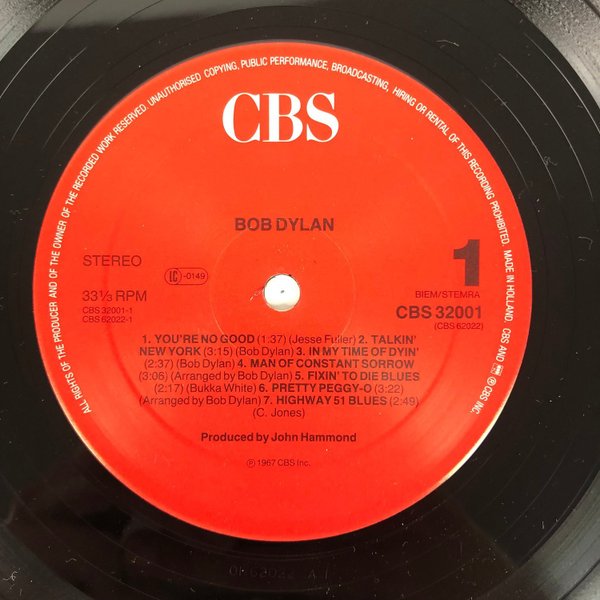 ALL RIGHTS OF THE PRODUCER AND OF THE OWNER OF THE RECORDED WORK RESERVED. UNAUTHORISED COPYING, PUBLIC PERFORMANCE, BROADCASTING, HIRING OR RENTAL OF THIS RECORDING PROHIBITED. MADE IN HOLLAND. CBS AND ℗ CBS INC.
CBS
BOB DYLAN
STEREO
LC -0149
1
33⅓ RPM
BIEM/STEMRA
CBS 32001-1
CBS 32001
CBS 62022-1
(CBS 62022)
1. YOU'RE NO GOOD (1:37) (Jesse Fuller) 2. TALKIN'
NEW YORK (3:15) (Bob Dylan) 3. IN MY TIME OF DYIN'
(2:37) (Bob Dylan) 4. MAN OF CONSTANT SORROW
(3:06) (Arranged by Bob Dylan) 5. FIXIN' TO DIE BLUES
(2:17) (Bukka White) 6. PRETTY PEGGY-O (3:22)
(Arranged by Bob Dylan) 7. HIGHWAY 51 BLUES (2:49)
(C. Jones)
Produced by John Hammond
℗ 1967 CBS Inc.